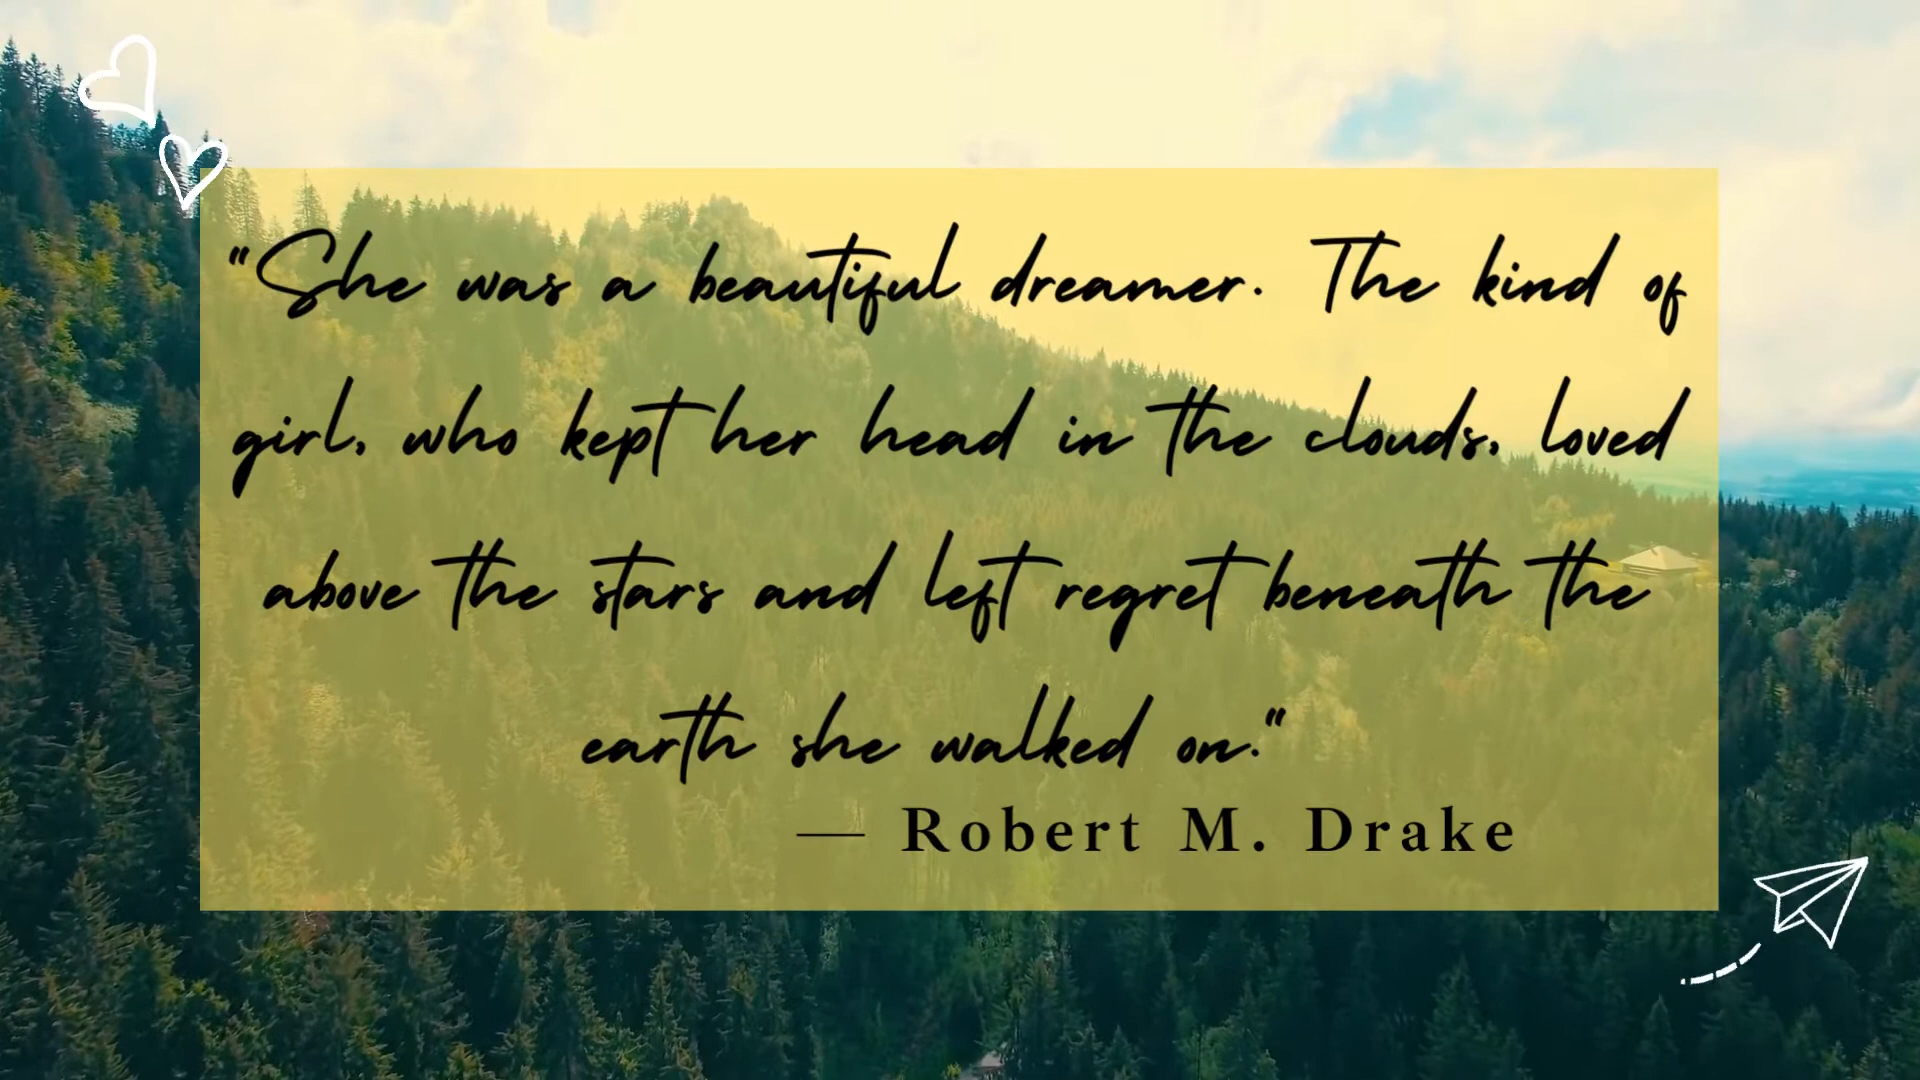 "She was a beautiful dreamer. The kind of
girl, who kept her head in the clouds, loved
above the stars and left regret beneath the
earth she walked on."
— Robert M. Drake